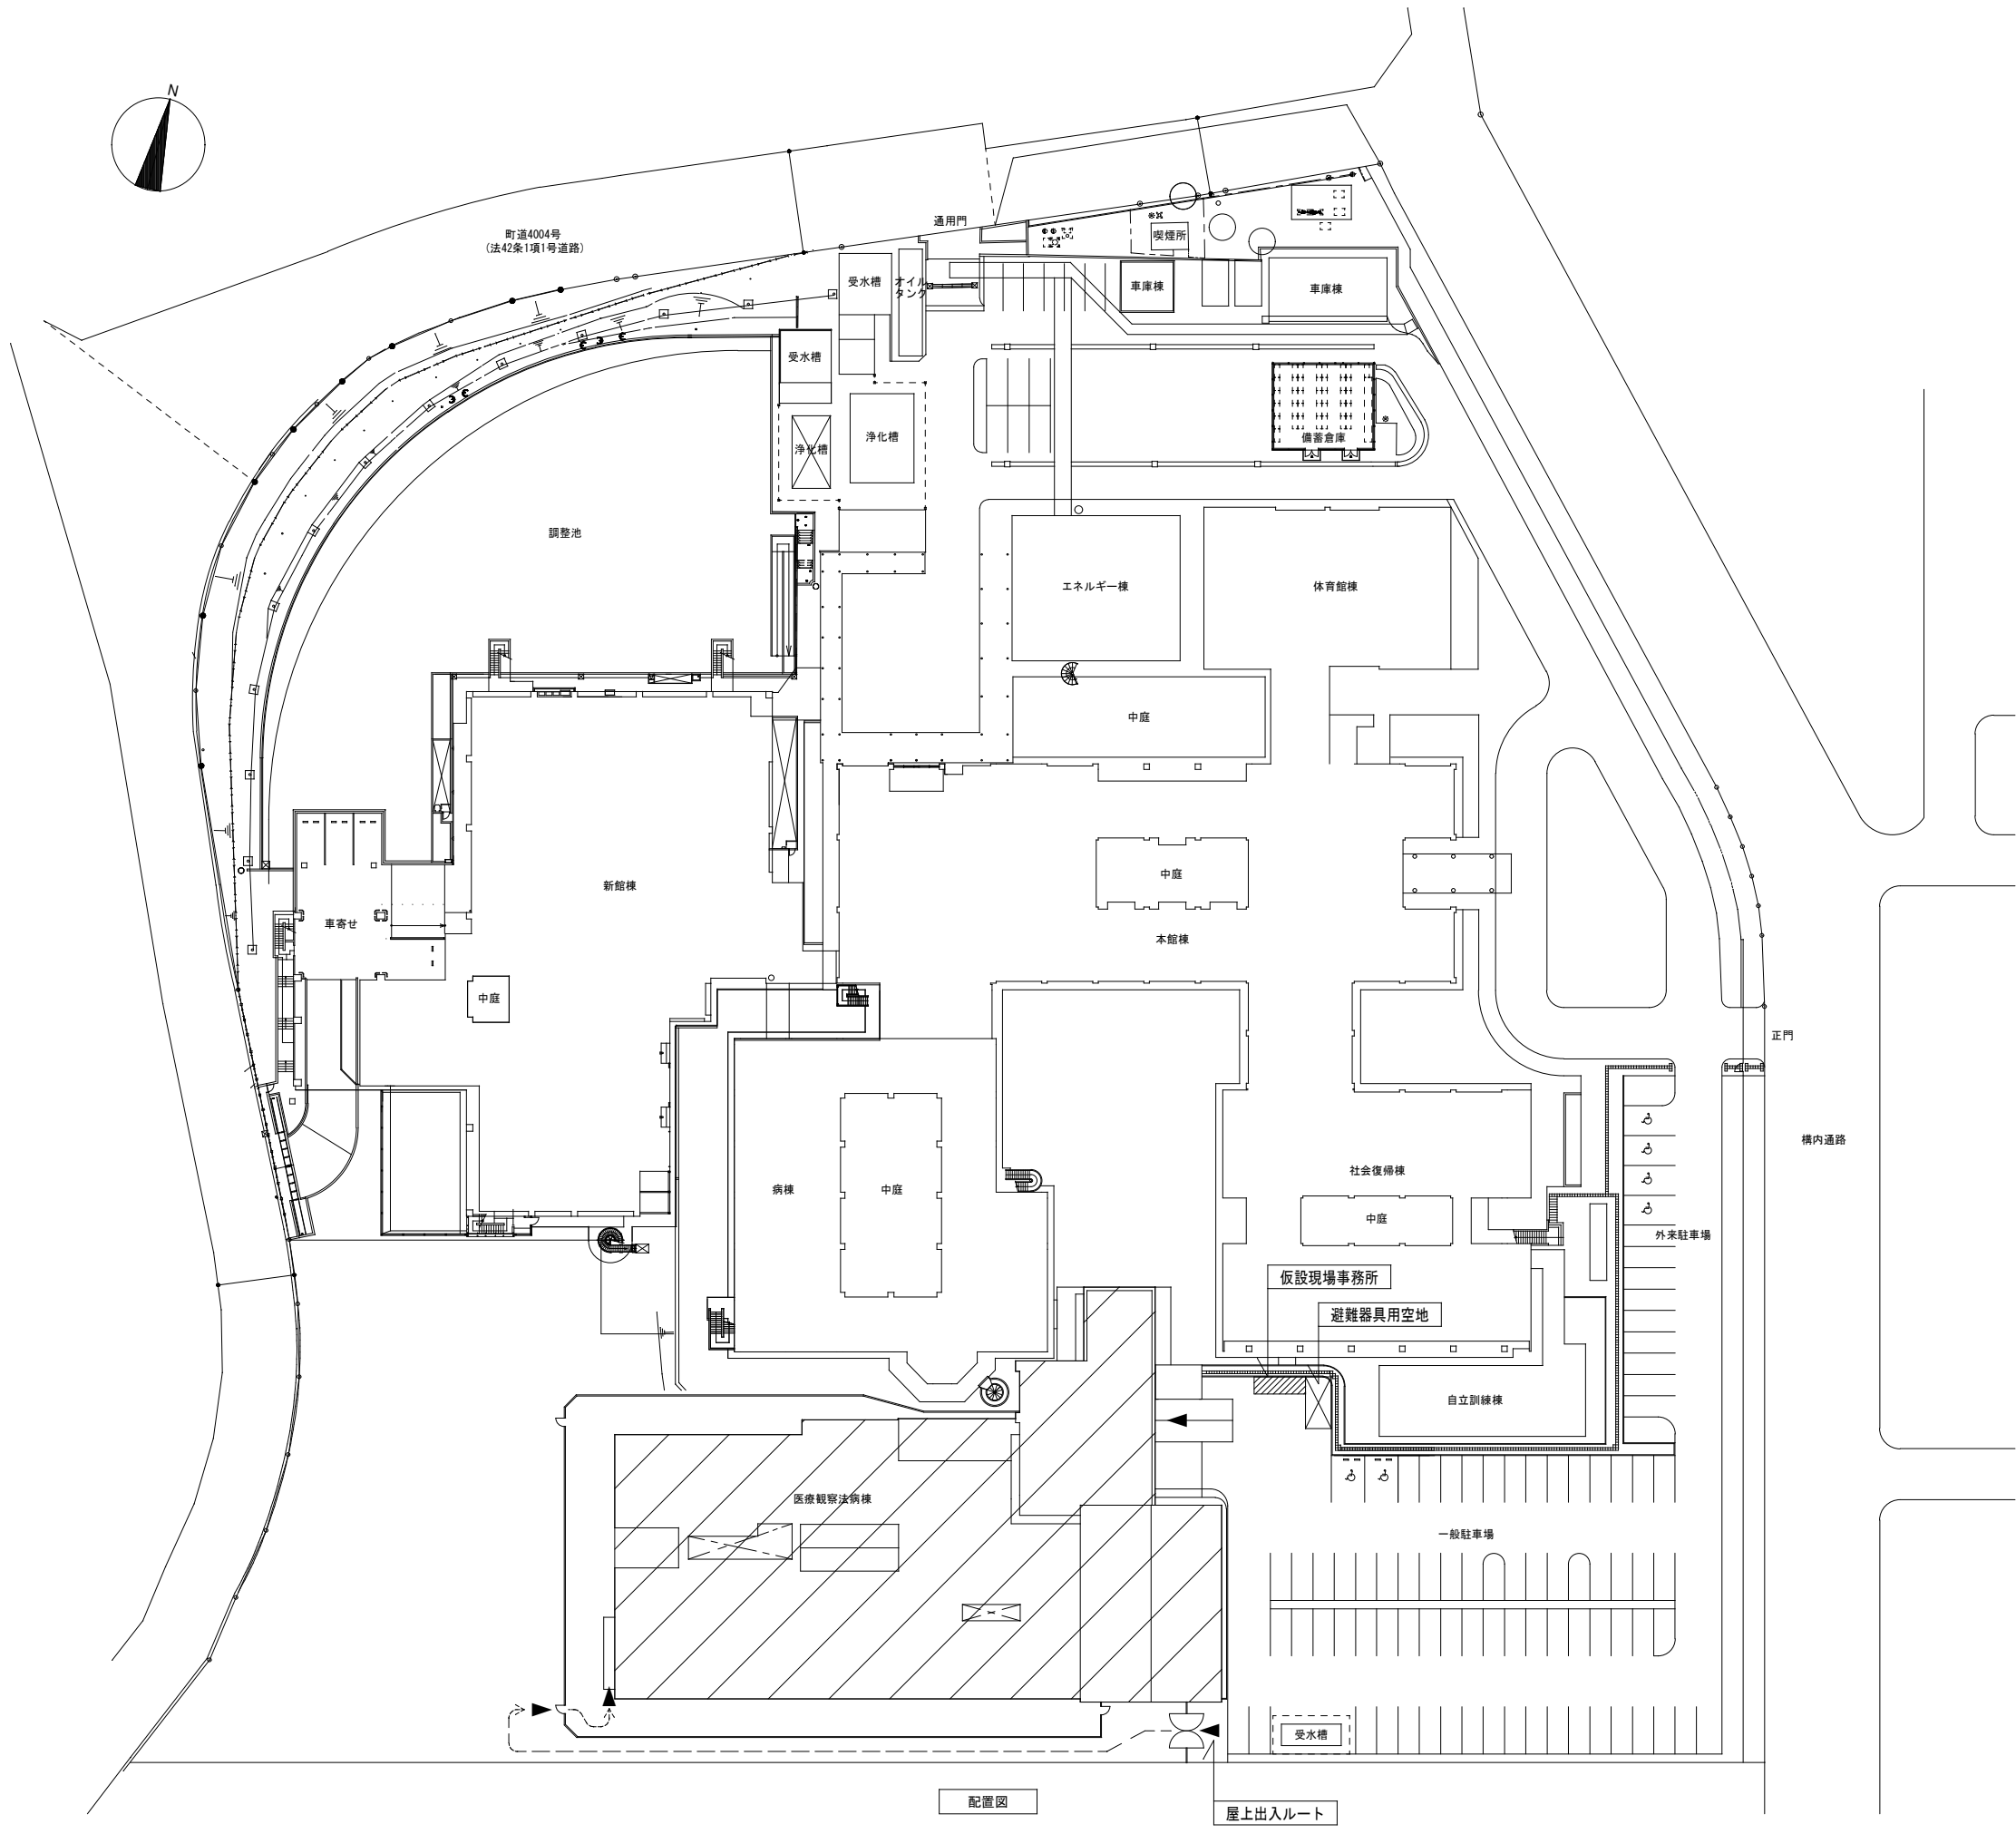 N
町道4004号
(法42条1項1号道路)
通用門
喫煙所
受水槽
オイル
タンク
車庫棟
車庫棟
受水槽
浄化槽
浄化槽
備蓄倉庫
調整池
エネルギー棟
体育館棟
中庭
中庭
新館棟
車寄せ
本館棟
中庭
正門
構内通路
社会復帰棟
病棟
中庭
中庭
外来駐車場
仮設現場事務所
避難器具用空地
自立訓練棟
医療観察法病棟
一般駐車場
受水槽
配置図
屋上出入ルート